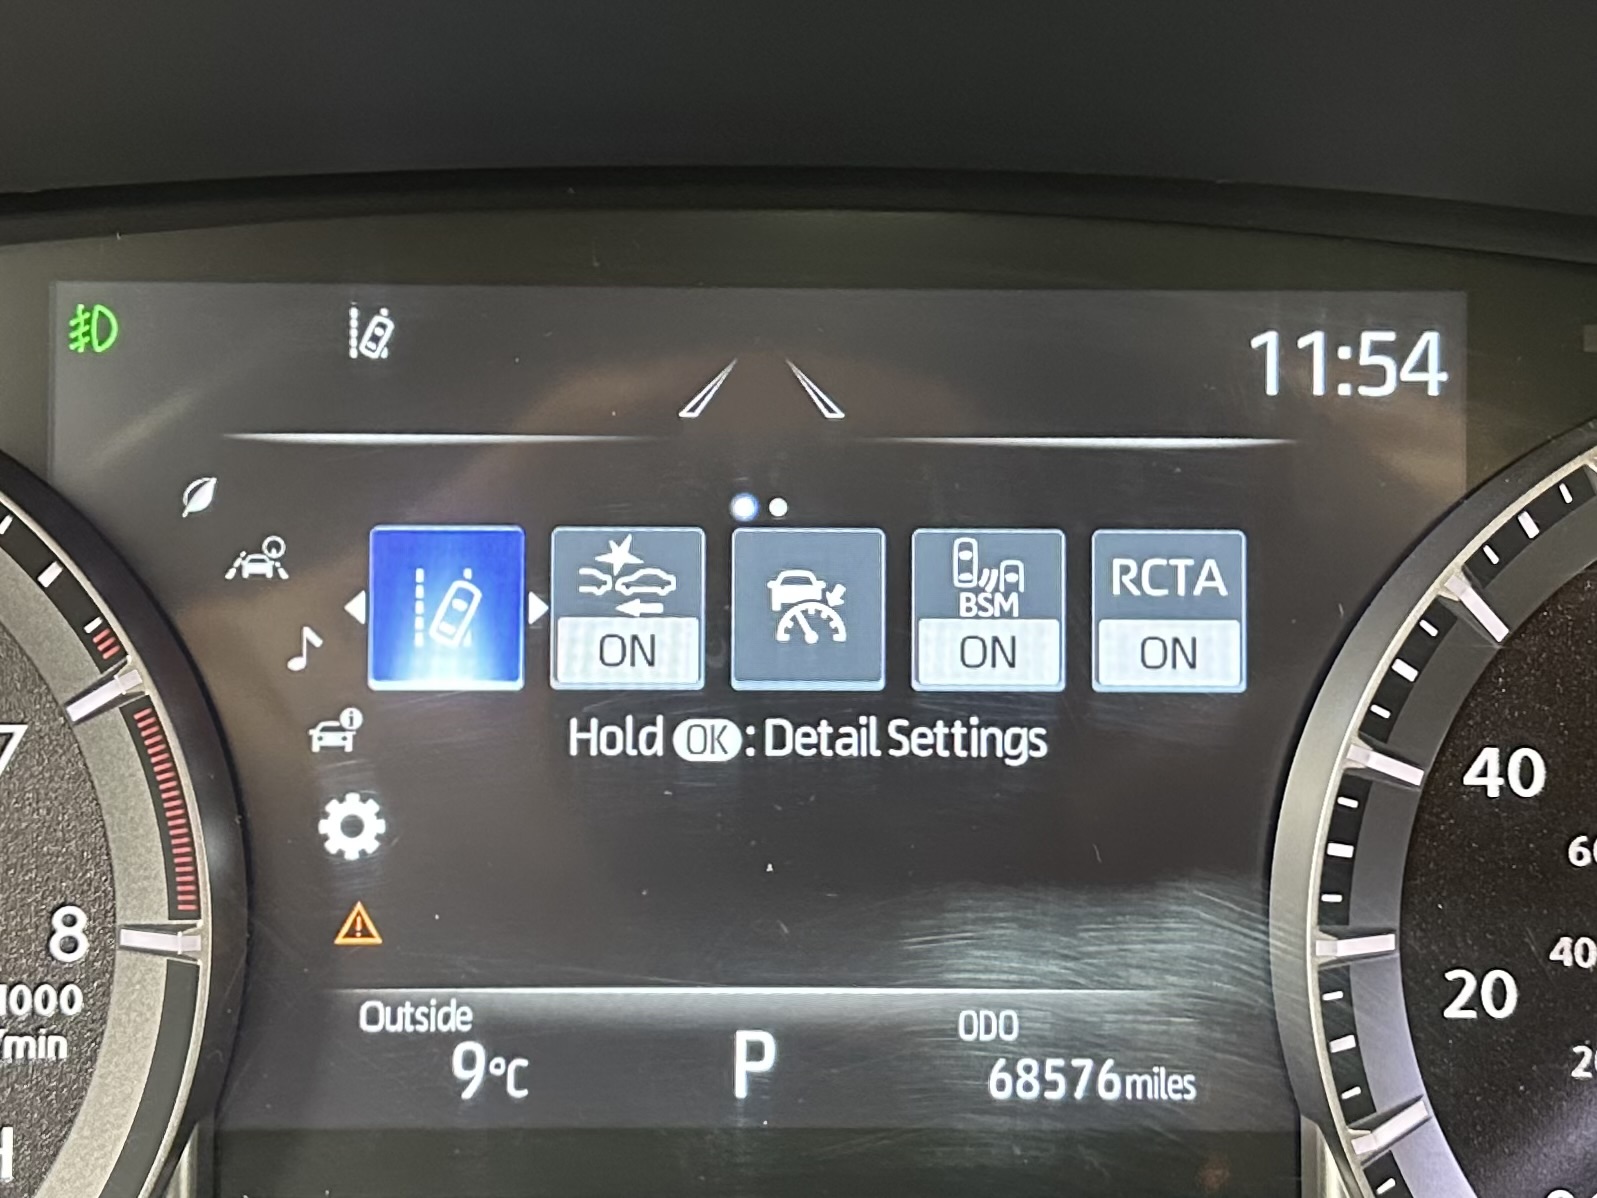 11:54
BSM
RCTA
ON
ON
ON
Hold OK : Detail Settings
40
8
20
40
1000
/min
Outside
9°C
P
ODO
68576 miles